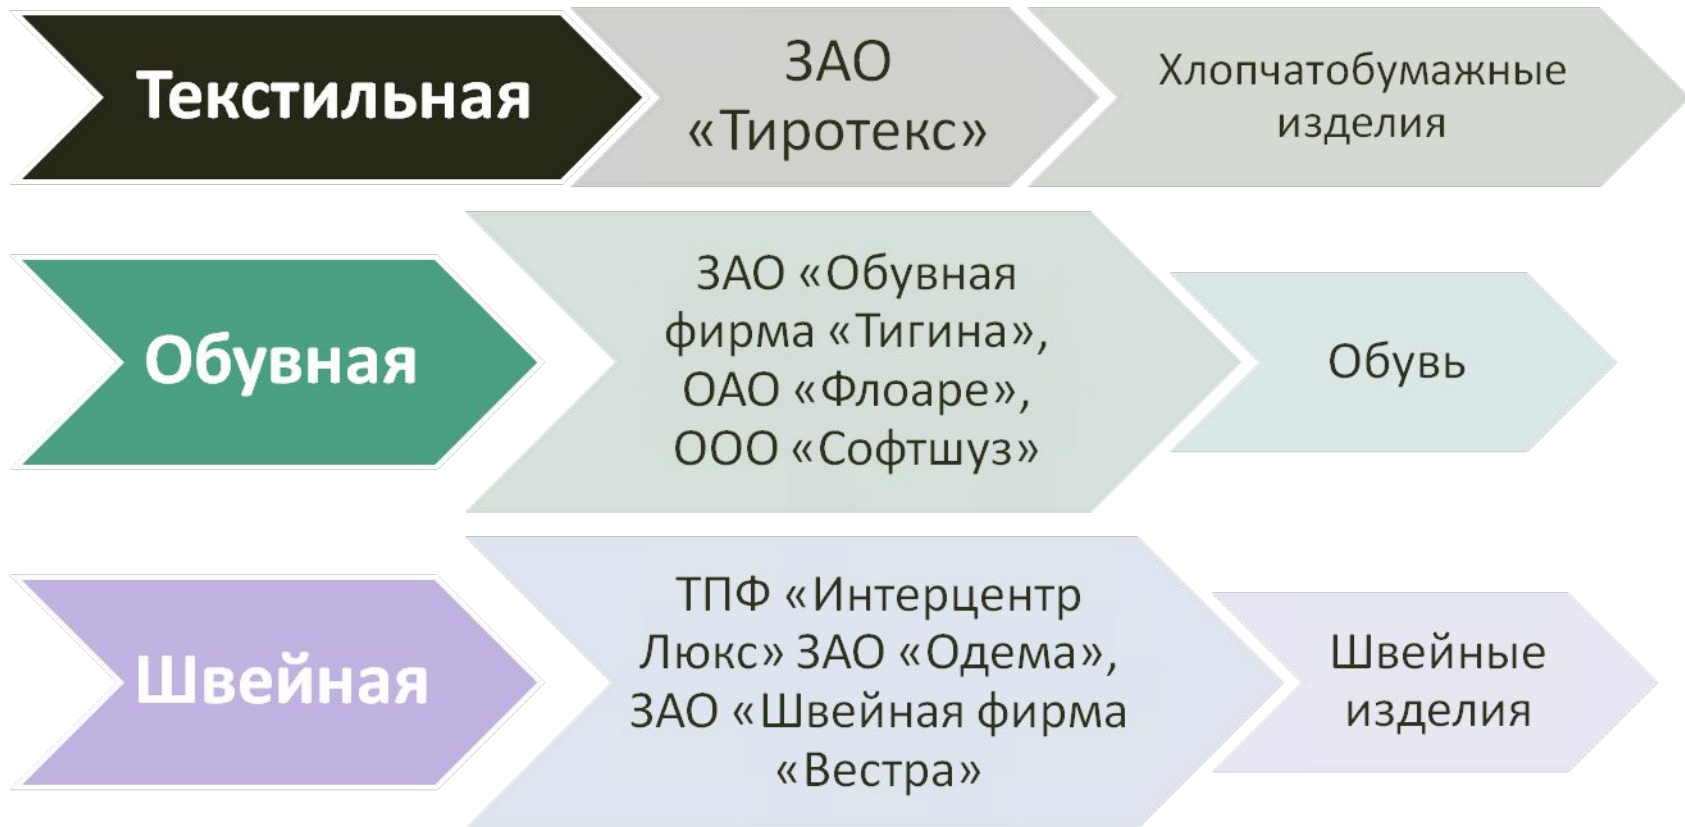 Текстильная
ЗАО
«Тиротекс»
Хлопчатобумажные
изделия
Обувная
ЗАО «Обувная
фирма «Тигина»,
ОАО «Флоаре»,
ООО «Софтшуз»
Обувь
Швейная
ТПФ «Интерцентр
Люкс» ЗАО «Одема»,
ЗАО «Швейная фирма
«Вестра»
Швейные
изделия